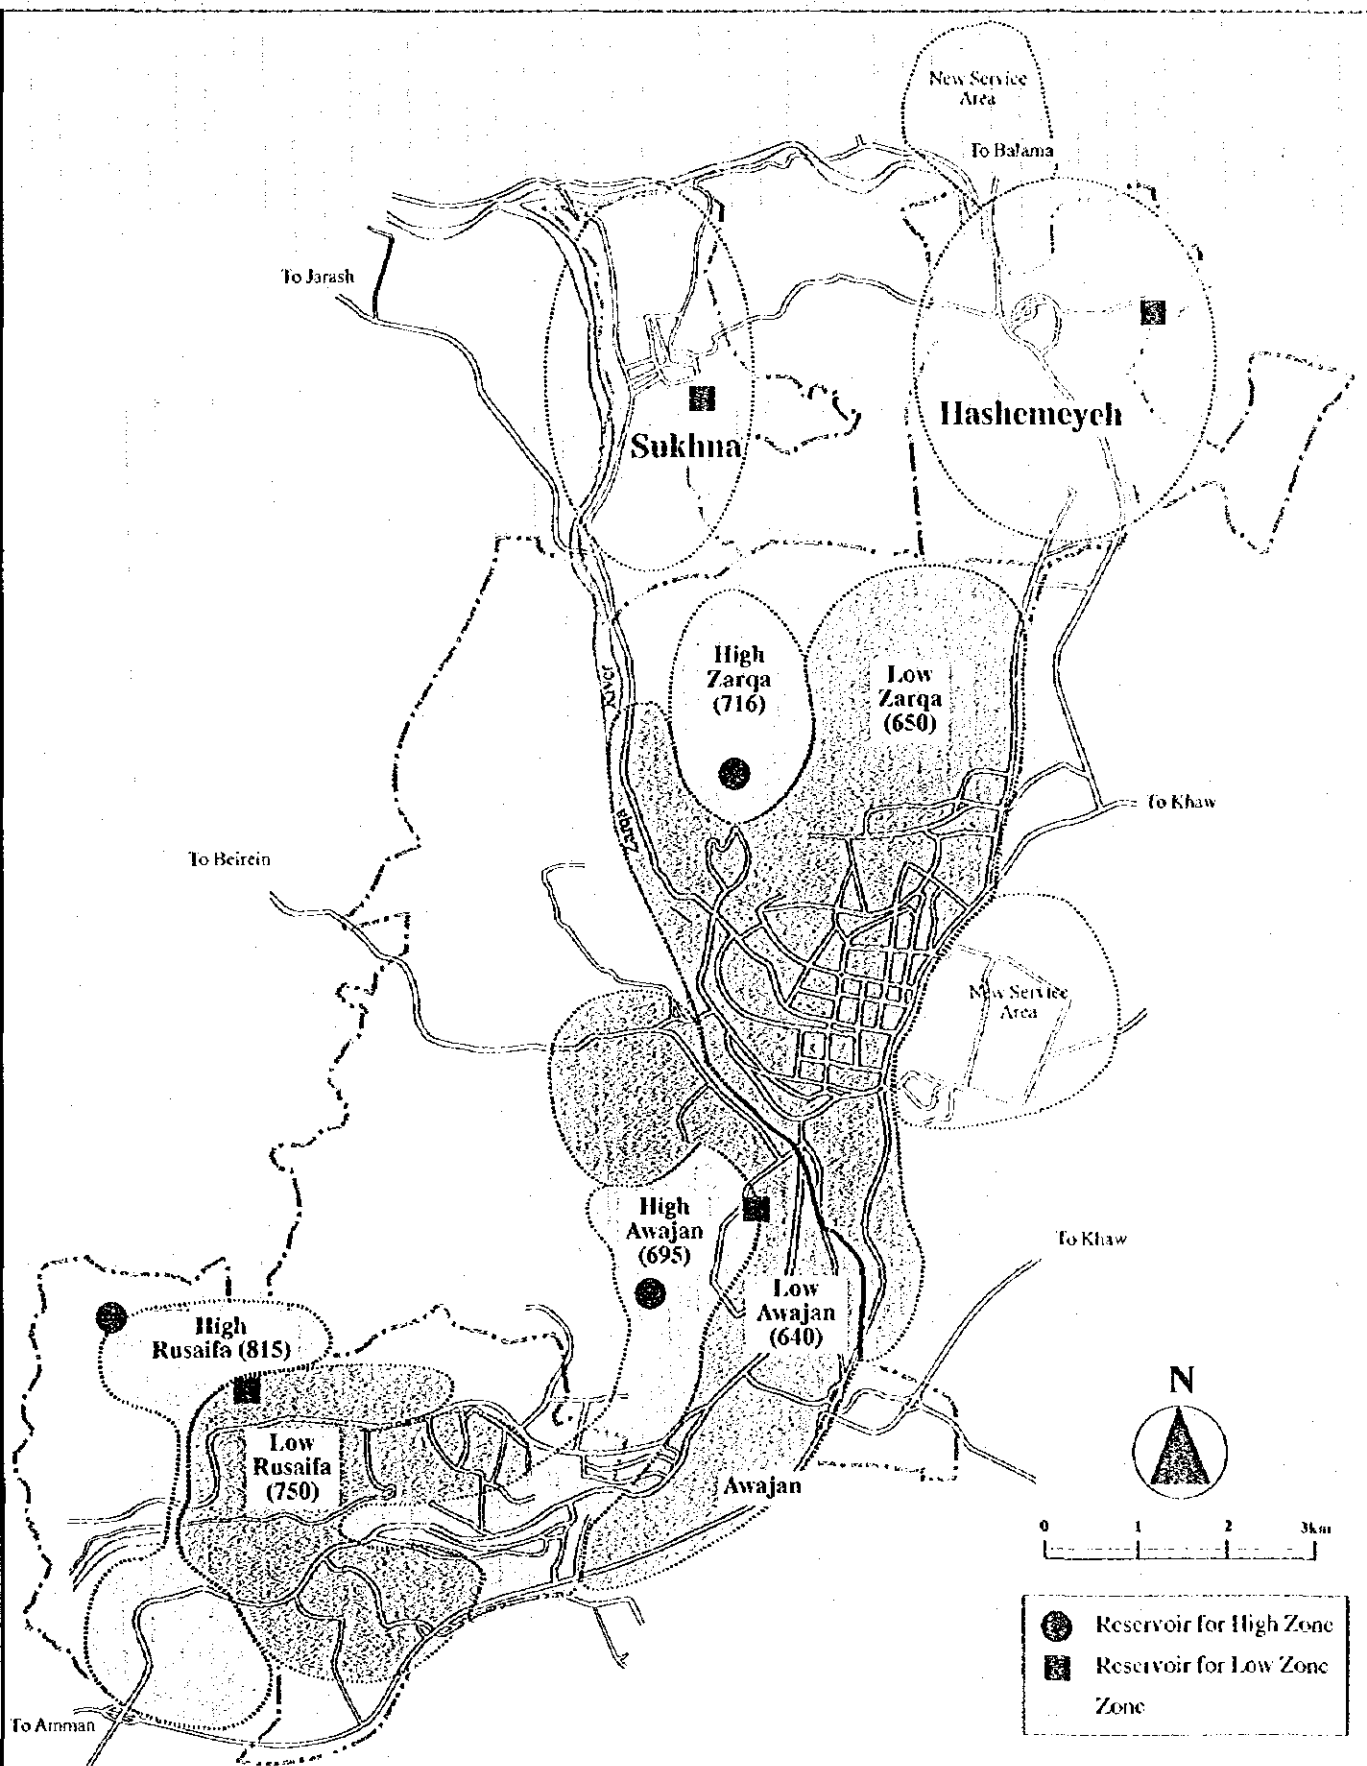 New Service
Area
To Balama
To Jarash
Hashemeyeh
Sukhna
High
Zarqa
(716)
Low
Zarqa
(650)
River
Zarqa
To Khaw
To Beirein
New Service
Area
High
Awajan
(695)
To Khaw
Low
Awajan
(640)
High
Rusaifa (815)
N
Low
Rusaifa
(750)
Awajan
0 1 2 3km
Reservoir for High Zone
Reservoir for Low Zone
Zone
To Amman